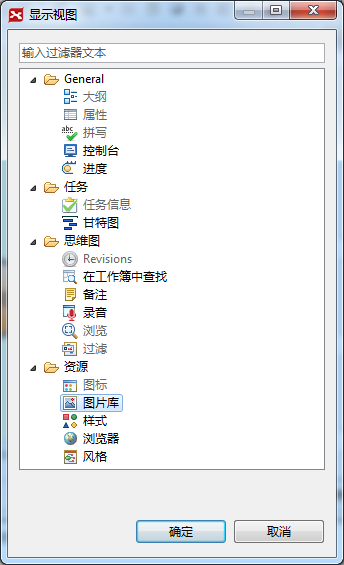 显示视图
输入过滤器文本
General
大纲
属性
abc
拼写
控制台
进度
任务
任务信息
甘特图
思维图
Revisions
在工作簿中查找
备注
录音
浏览
过滤
资源
图标
图片库
样式
浏览器
风格
确定
取消